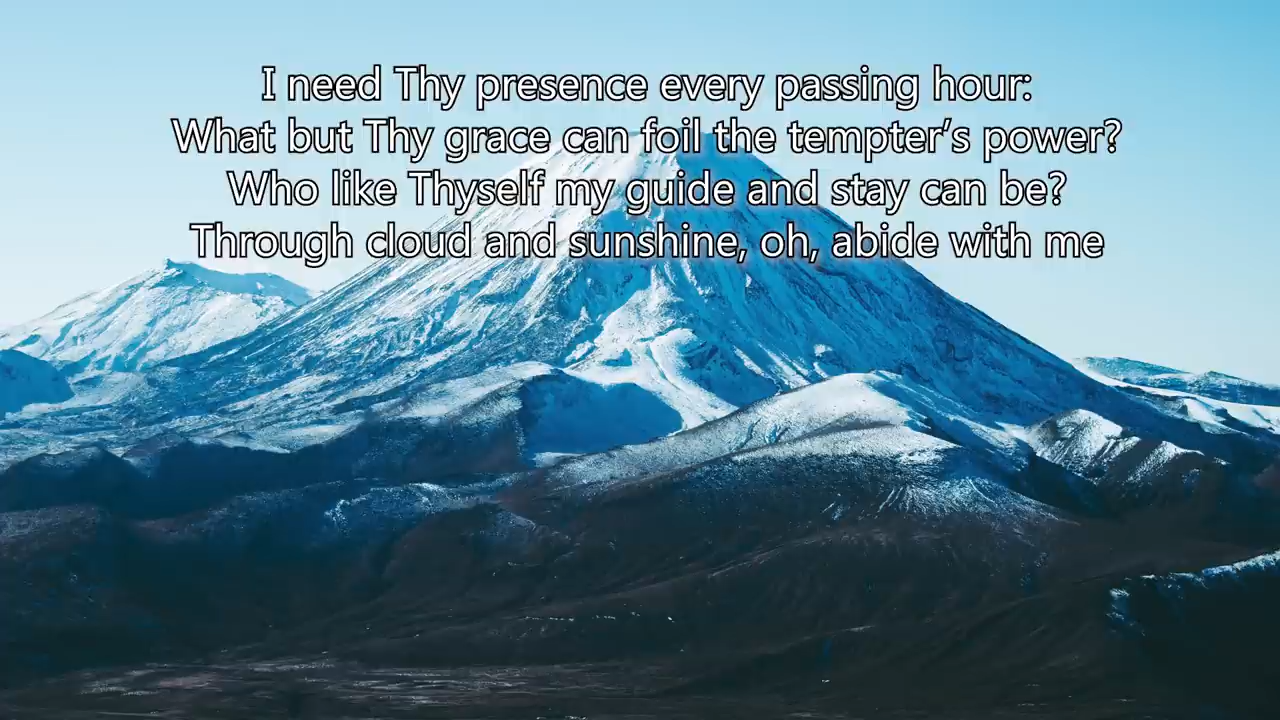 I need Thy presence every passing hour:
What but Thy grace can foil the tempter’s power?
Who like Thyself my guide and stay can be?
Through cloud and sunshine, oh, abide with me